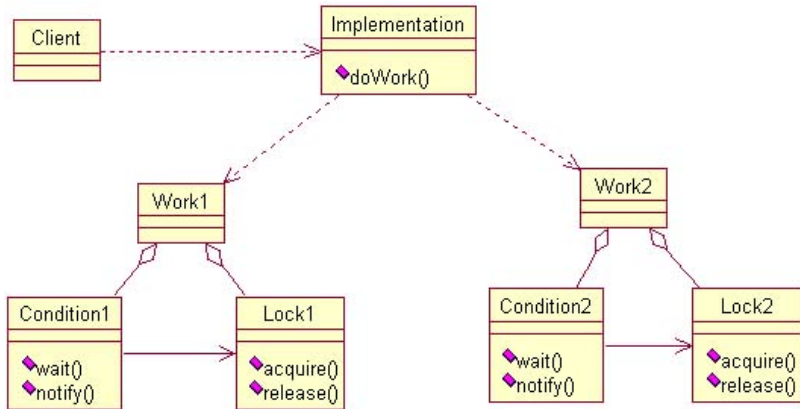 Client
Implementation
doWork()
Work1
Work2
Condition1
wait()
notify()
Lock1
acquire()
release()
Condition2
wait()
notify()
Lock2
acquire()
release()